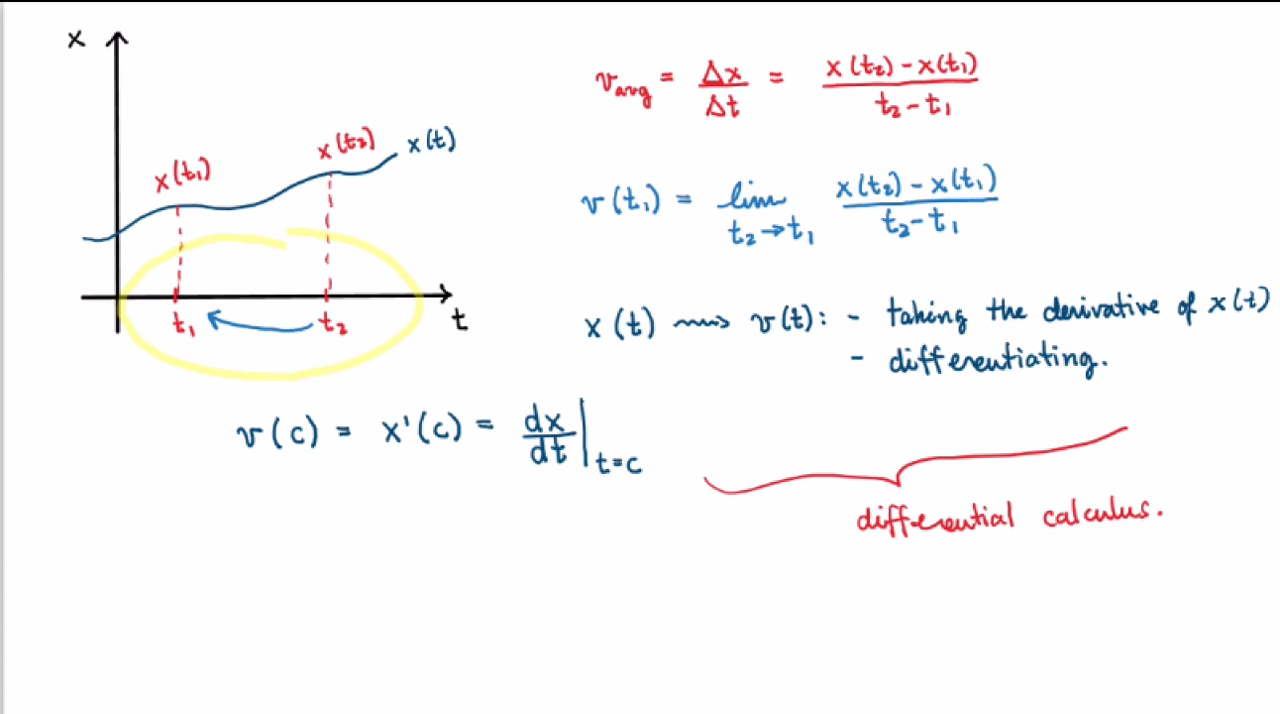 x
x(t₁)
x(t₂)
x(t)
t₁
t₂
t
v_avg = Δx/Δt = (x(t₂) - x(t₁))/(t₂ - t₁)
v(t₁) = lim t₂→t₁ (x(t₂) - x(t₁))/(t₂ - t₁)
x(t) ⇝ v(t): - taking the derivative of x(t)
- differentiating.
v(c) = x'(c) = dx/dt |t=c
differential calculus.